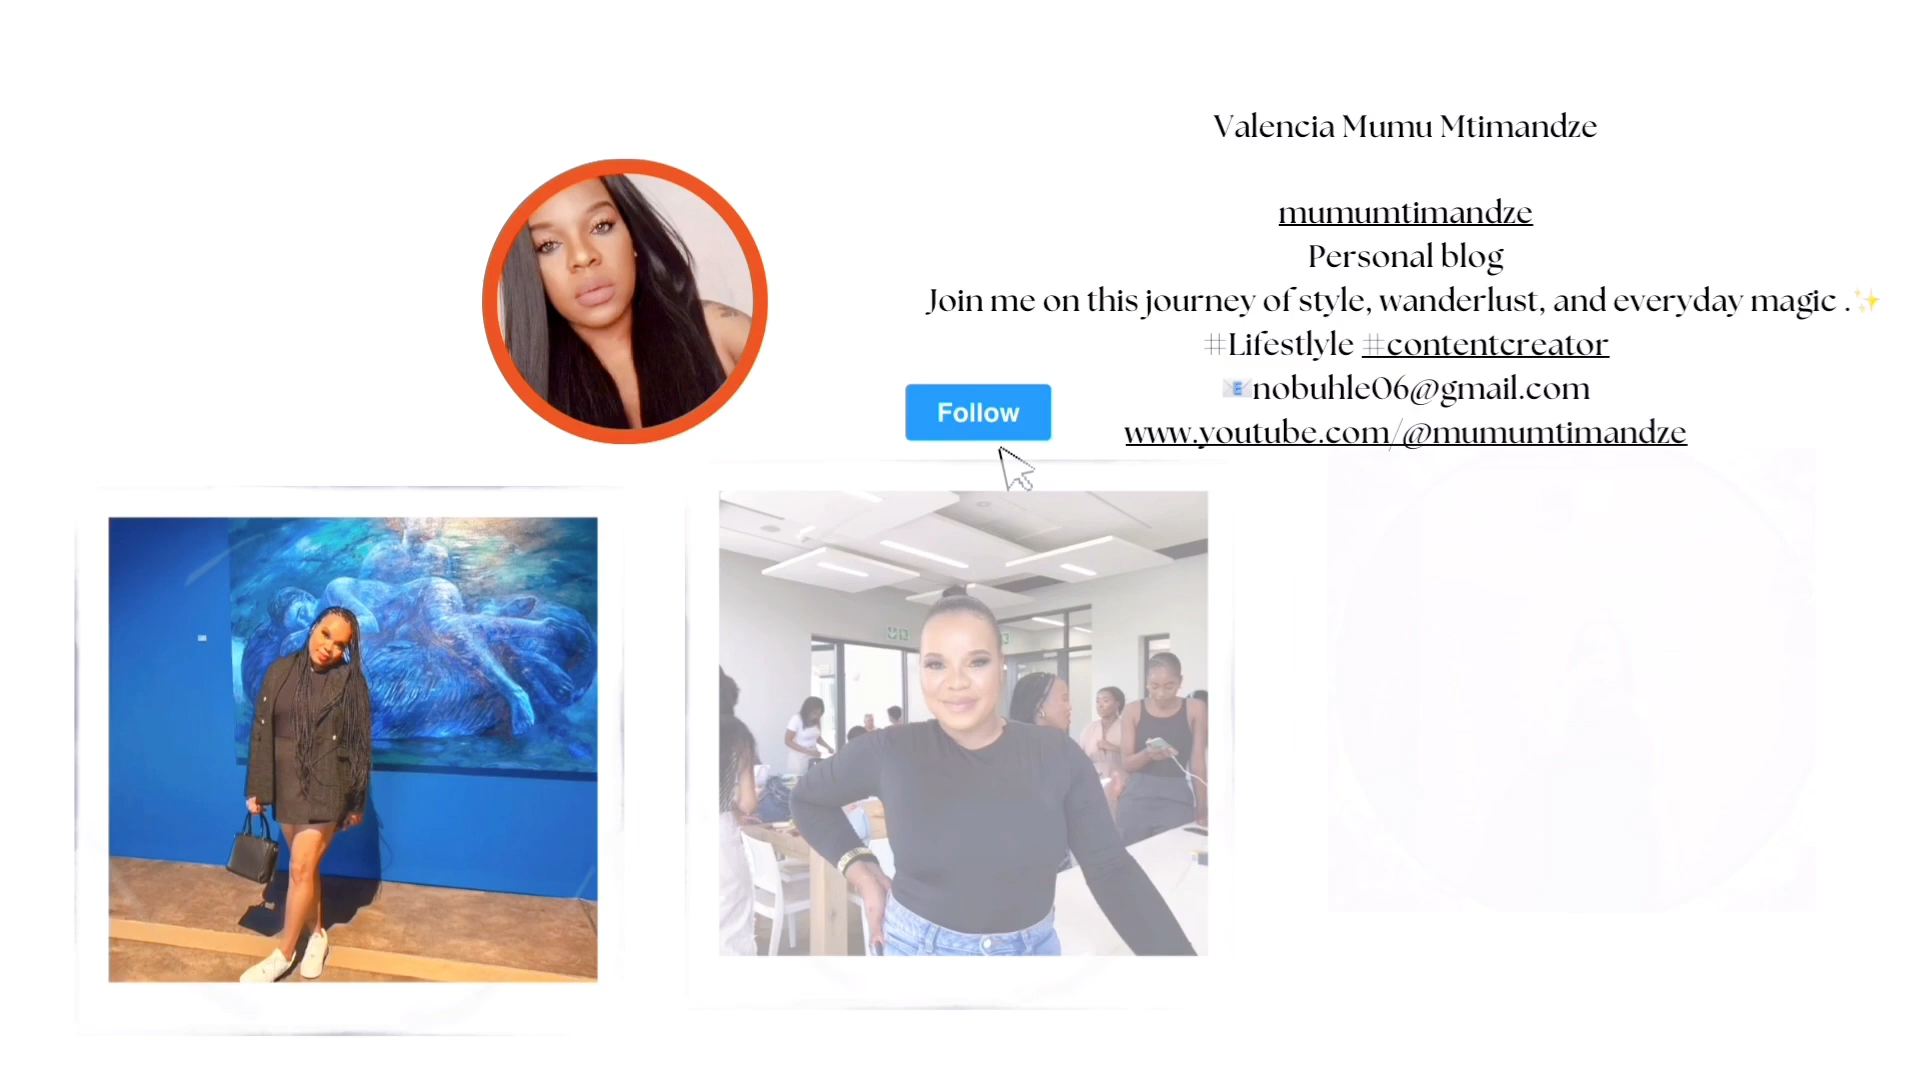 Valencia Mumu Mtimandze
mumumtimandze
Personal blog
Join me on this journey of style, wanderlust, and everyday magic .✨
#Lifestlyle #contentcreator
📧nobuhle06@gmail.com
www.youtube.com/@mumumtimandze
Follow